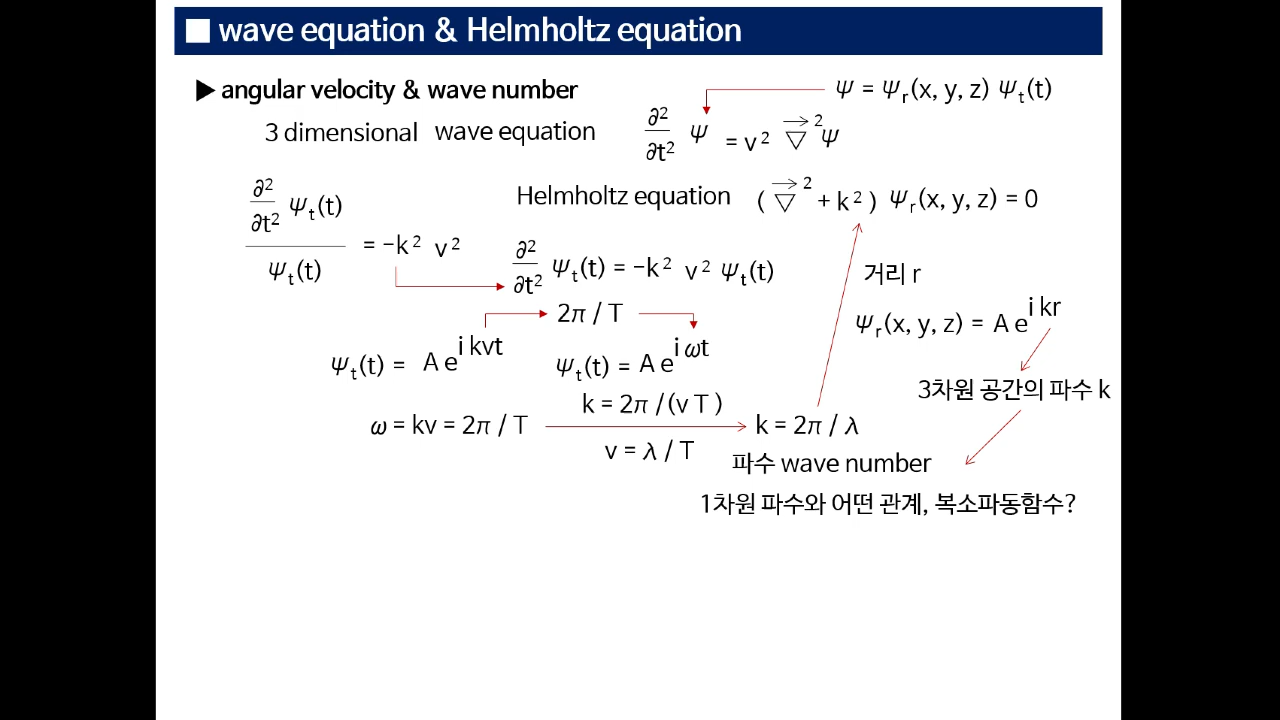 ■ wave equation & Helmholtz equation
▶ angular velocity & wave number
Ψ = Ψr(x, y, z) Ψt(t)
3 dimensional wave equation ∂²/∂t² Ψ = v² ∇⃗² Ψ
Helmholtz equation ( ∇⃗² + k² ) Ψr(x, y, z) = 0
∂²/∂t² Ψt(t) / Ψt(t) = −k² v²
∂²/∂t² Ψt(t) = −k² v² Ψt(t)
거리 r
2π / T
Ψr(x, y, z) = A e^i kr
Ψt(t) = A e^i kvt
Ψt(t) = A e^i ωt
3차원 공간의 파수 k
k = 2π / (v T )
ω = kv = 2π / T
k = 2π / λ
v = λ / T
파수 wave number
1차원 파수와 어떤 관계, 복소파동함수?